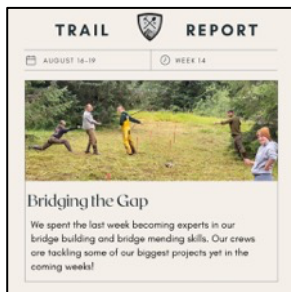 TRAIL REPORT
AUGUST 16-19 WEEK 14
Bridging the Gap
We spent the last week becoming experts in our
bridge building and bridge mending skills. Our crews
are tackling some of our biggest projects yet in the
coming weeks!